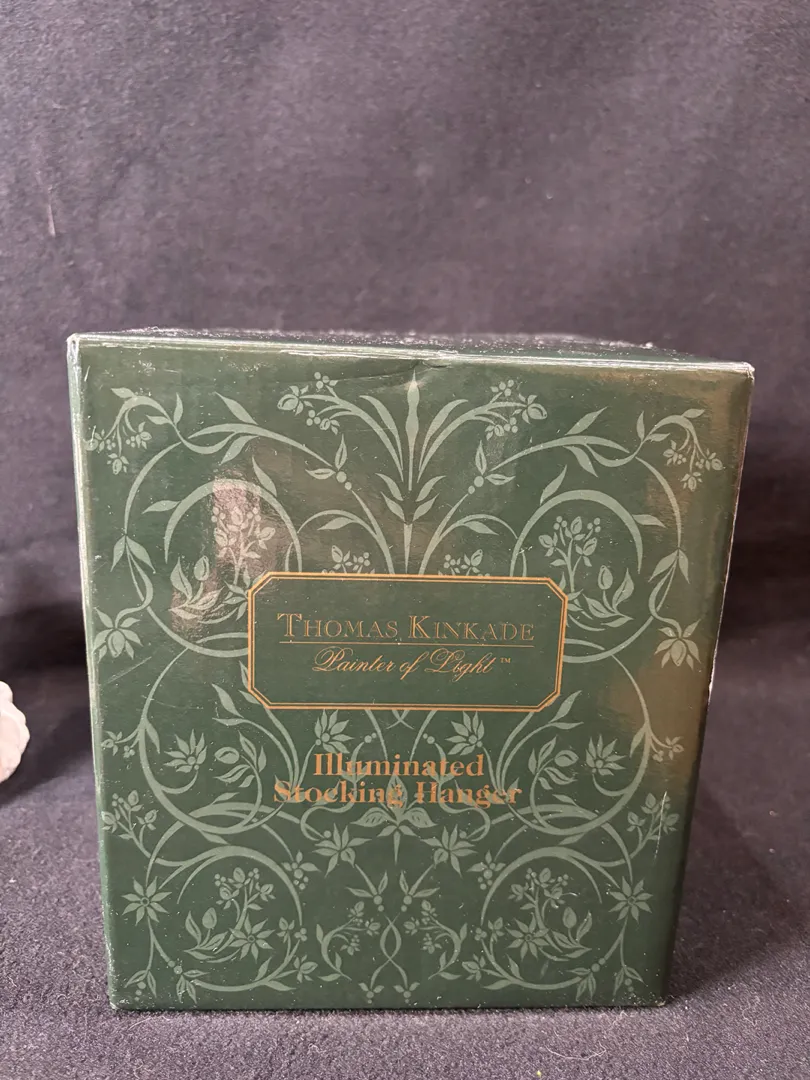 THOMAS KINKADE
Painter of Light™
Illuminated
Stocking Hanger